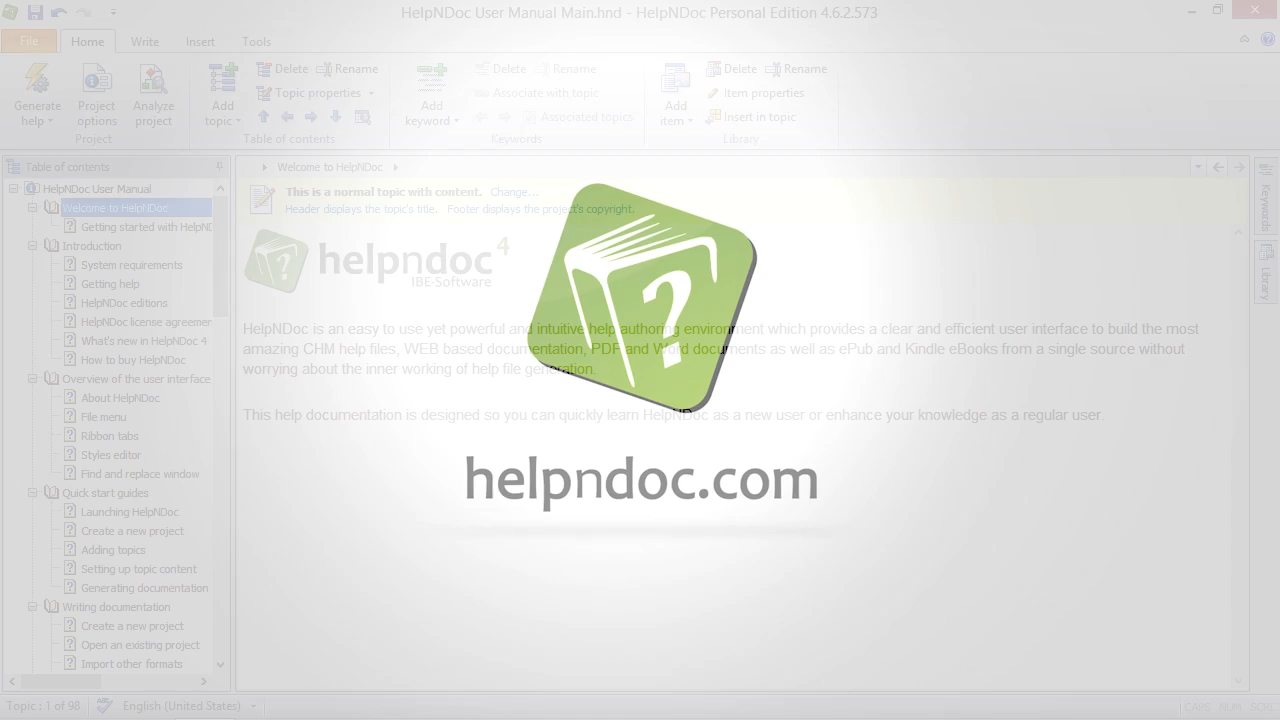 HelpNDoc User Manual Main.hnd - HelpNDoc Personal Edition 4.6.2.573
File Home Write Insert Tools
Generate help
Project options
Analyze project
Project
Add topic
Delete Rename
Topic properties
Table of contents
Add keyword
Delete Rename
Associate with topic
Associated topics
Keywords
Add item
Delete Rename
Item properties
Insert in topic
Library
Table of contents
HelpNDoc User Manual
Welcome to HelpNDoc
Getting started with HelpND
Introduction
System requirements
Getting help
HelpNDoc editions
HelpNDoc license agreemen
What's new in HelpNDoc 4
How to buy HelpNDoc
Overview of the user interface
About HelpNDoc
File menu
Ribbon tabs
Styles editor
Find and replace window
Quick start guides
Launching HelpNDoc
Create a new project
Adding topics
Setting up topic content
Generating documentation
Writing documentation
Create a new project
Open an existing project
Import other formats
Welcome to HelpNDoc
This is a normal topic with content. Change...
Header displays the topic's title. Footer displays the project's copyright.
helpndoc 4
IBE-Software
HelpNDoc is an easy to use yet powerful and intuitive help authoring environment which provides a clear and efficient user interface to build the most
amazing CHM help files, WEB based documentation, PDF and Word documents as well as ePub and Kindle eBooks from a single source without
worrying about the inner working of help file generation.
This help documentation is designed so you can quickly learn HelpNDoc as a new user or enhance your knowledge as a regular user.
?
helpndoc.com
Keywords
Library
Topic : 1 of 98 English (United States) CAPS NUM SCRL